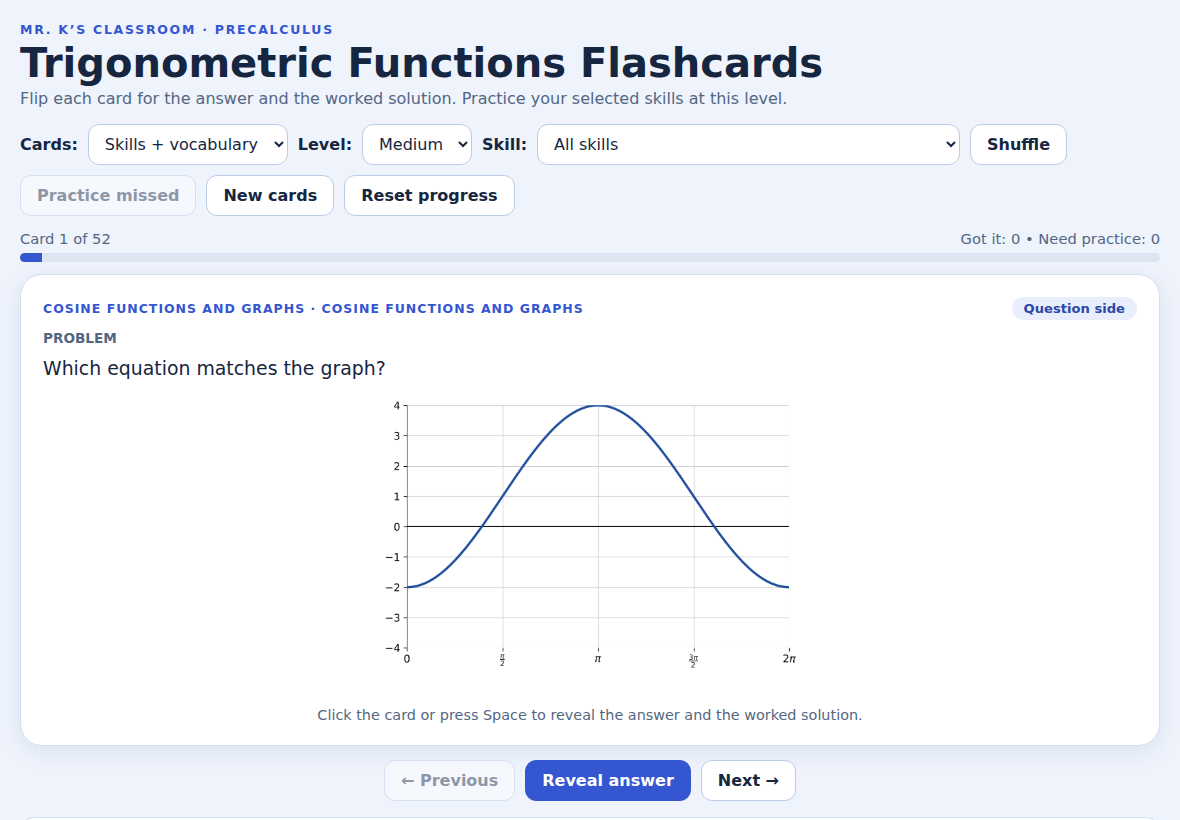 MR. K’S CLASSROOM · PRECALCULUS
Trigonometric Functions Flashcards
Flip each card for the answer and the worked solution. Practice your selected skills at this level.
Cards: Skills + vocabulary Level: Medium Skill: All skills Shuffle
Practice missed New cards Reset progress
Card 1 of 52 Got it: 0 • Need practice: 0
COSINE FUNCTIONS AND GRAPHS · COSINE FUNCTIONS AND GRAPHS Question side
PROBLEM
Which equation matches the graph?
4
3
2
1
0
−1
−2
−3
−4
0 π/2 π 3π/2 2π
Click the card or press Space to reveal the answer and the worked solution.
← Previous Reveal answer Next →